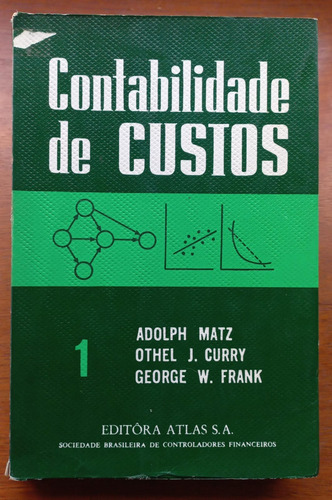 Contabilidade
de CUSTOS
1
ADOLPH MATZ
OTHEL J. CURRY
GEORGE W. FRANK
EDITÔRA ATLAS S.A.
SOCIEDADE BRASILEIRA DE CONTROLADORES FINANCEIROS